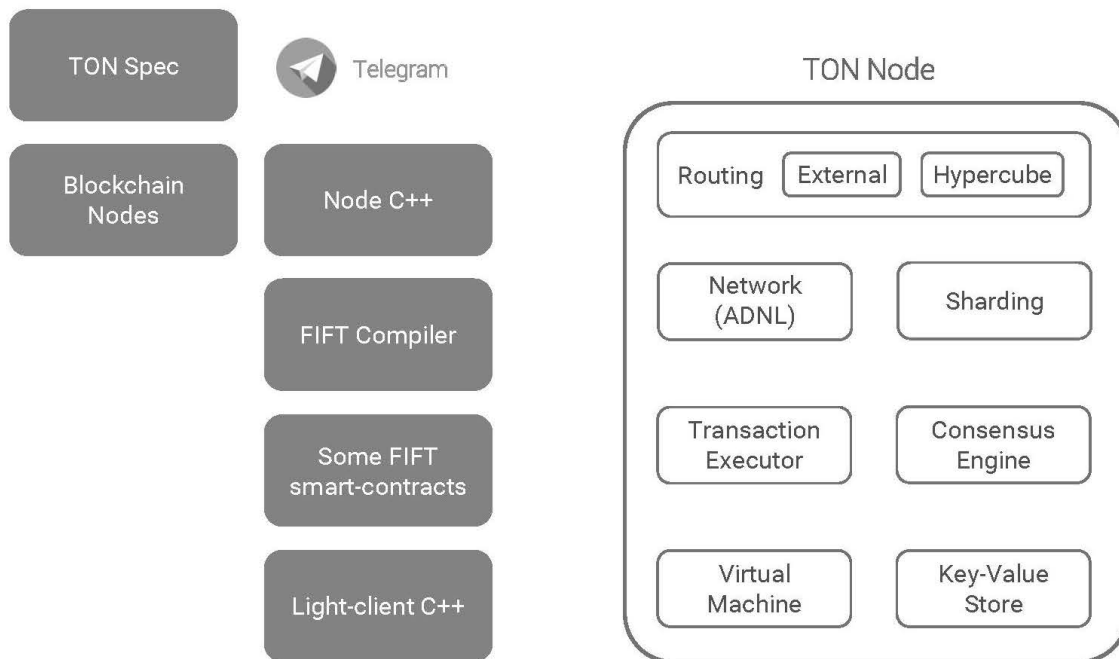 TON Spec
Telegram
Blockchain
Nodes
Node C++
FIFT Compiler
Some FIFT
smart-contracts
Light-client C++
TON Node
Routing External Hypercube
Network
(ADNL)
Sharding
Transaction
Executor
Consensus
Engine
Virtual
Machine
Key-Value
Store